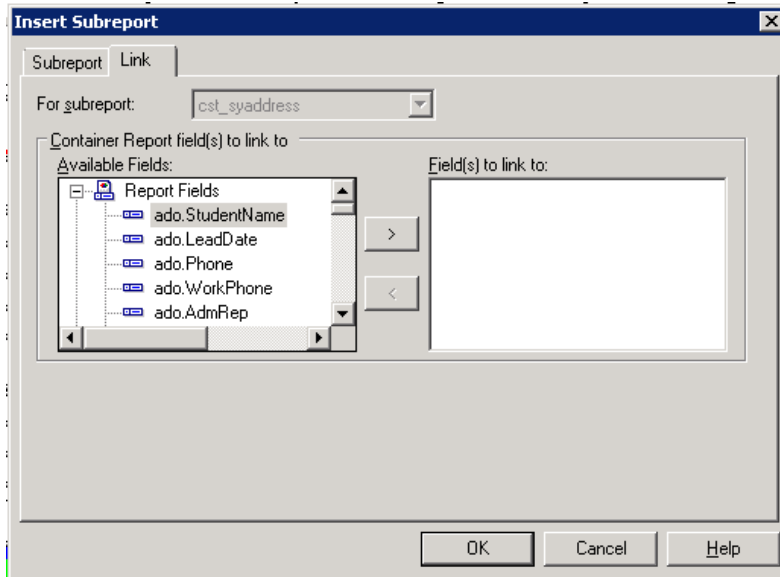 Insert Subreport
Subreport Link
For subreport: cst_syaddress
Container Report field(s) to link to
Available Fields: Field(s) to link to:
Report Fields
ado.StudentName
ado.LeadDate
>
ado.Phone
ado.WorkPhone
<
ado.AdmRep
OK Cancel Help